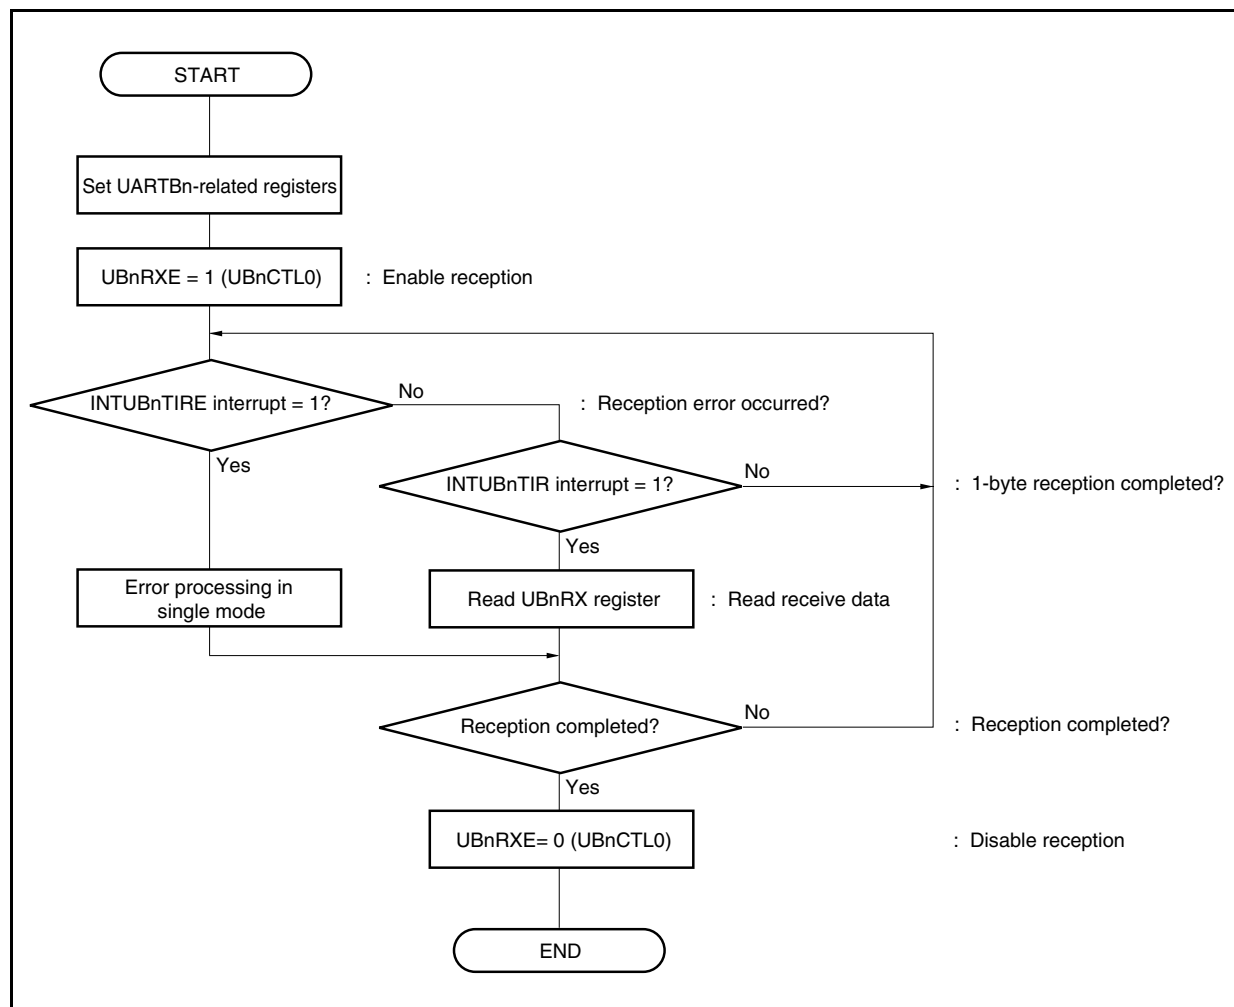 START
Set UARTBn-related registers
UBnRXE = 1 (UBnCTL0)
: Enable reception
INTUBnTIRE interrupt = 1?
No
: Reception error occurred?
Yes
INTUBnTIR interrupt = 1?
No
: 1-byte reception completed?
Yes
Error processing in
single mode
Read UBnRX register
: Read receive data
Reception completed?
No
: Reception completed?
Yes
UBnRXE= 0 (UBnCTL0)
: Disable reception
END